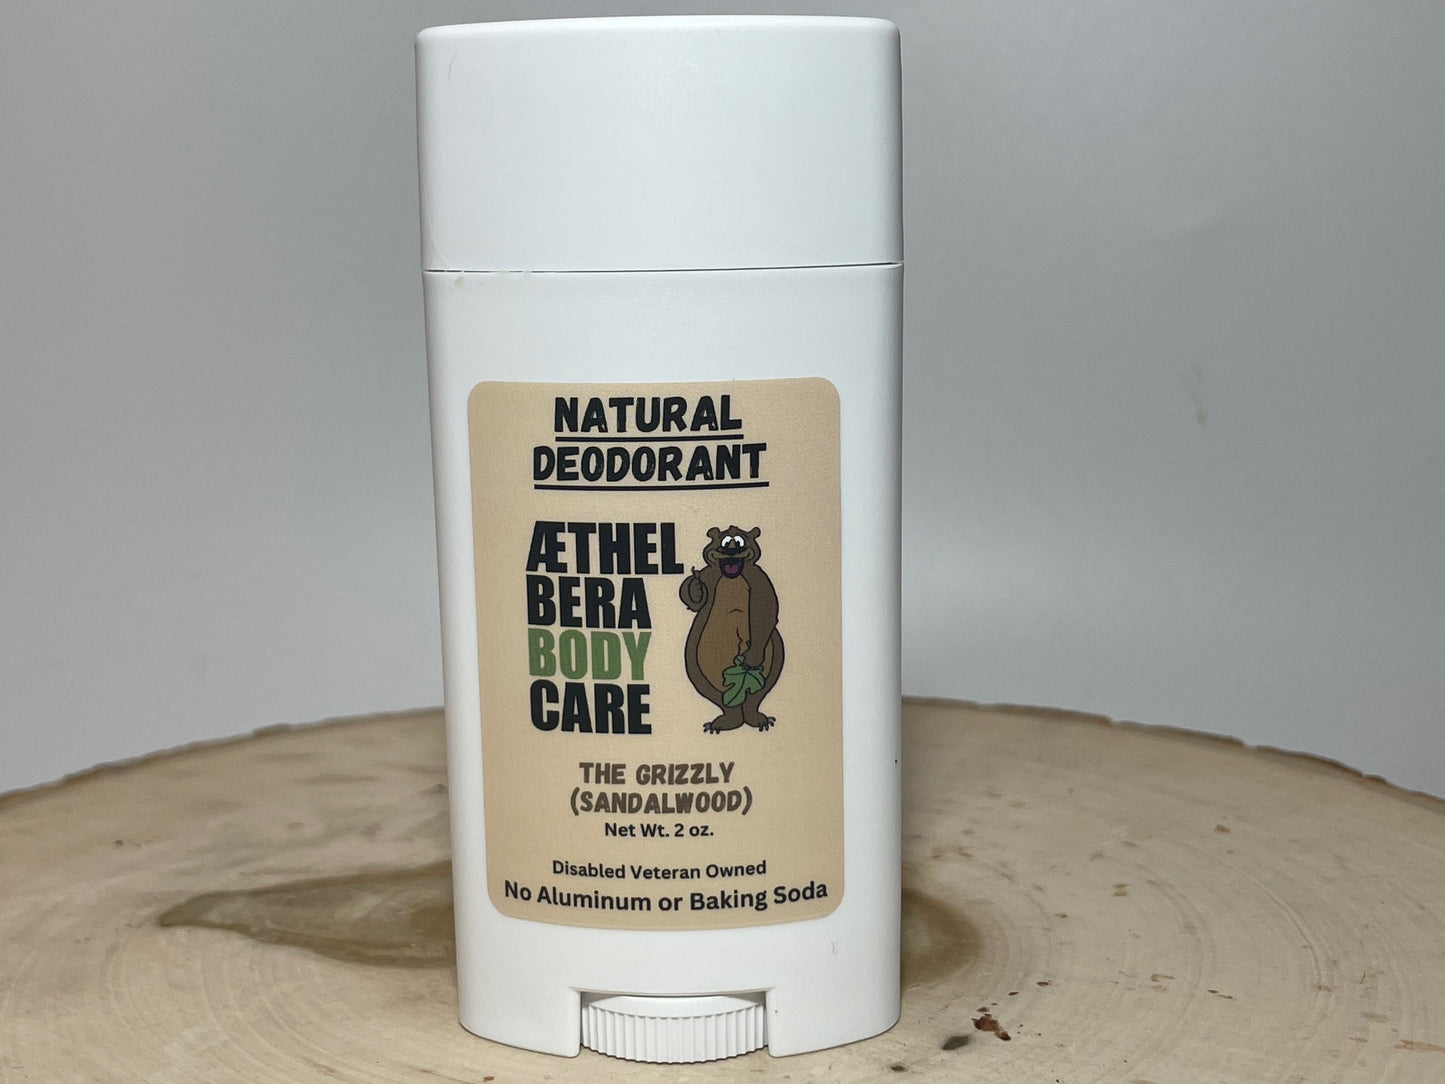 NATURAL
DEODORANT
ÆTHEL
BERA
BODY
CARE
THE GRIZZLY
(SANDALWOOD)
Net Wt. 2 oz.
Disabled Veteran Owned
No Aluminum or Baking Soda